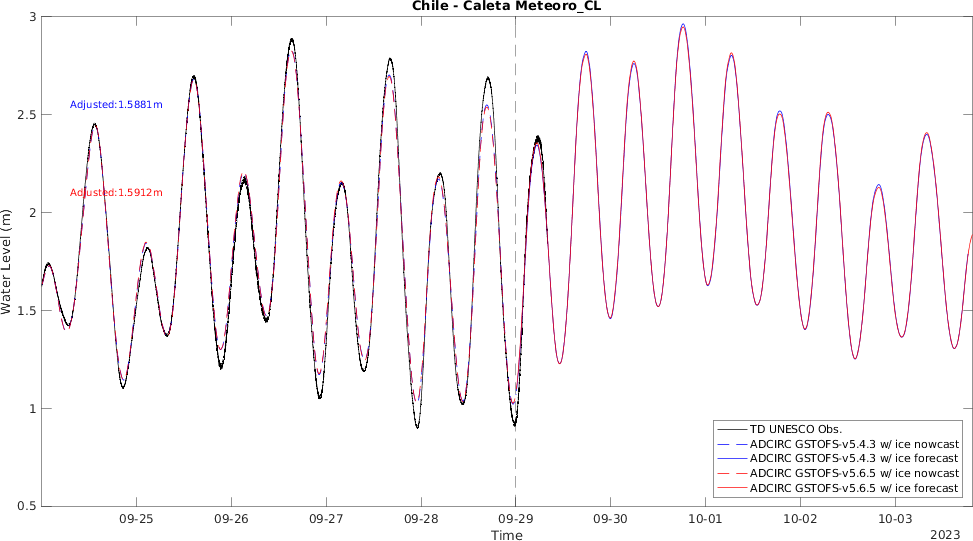 Chile - Caleta Meteoro_CL
3
2.5
2
1.5
1
0.5
Water Level (m)
Adjusted:1.5881m
Adjusted:1.5912m
TD UNESCO Obs.
ADCIRC GSTOFS-v5.4.3 w/ ice nowcast
ADCIRC GSTOFS-v5.4.3 w/ ice forecast
ADCIRC GSTOFS-v5.6.5 w/ ice nowcast
ADCIRC GSTOFS-v5.6.5 w/ ice forecast
09-25 09-26 09-27 09-28 09-29 09-30 10-01 10-02 10-03
Time
2023